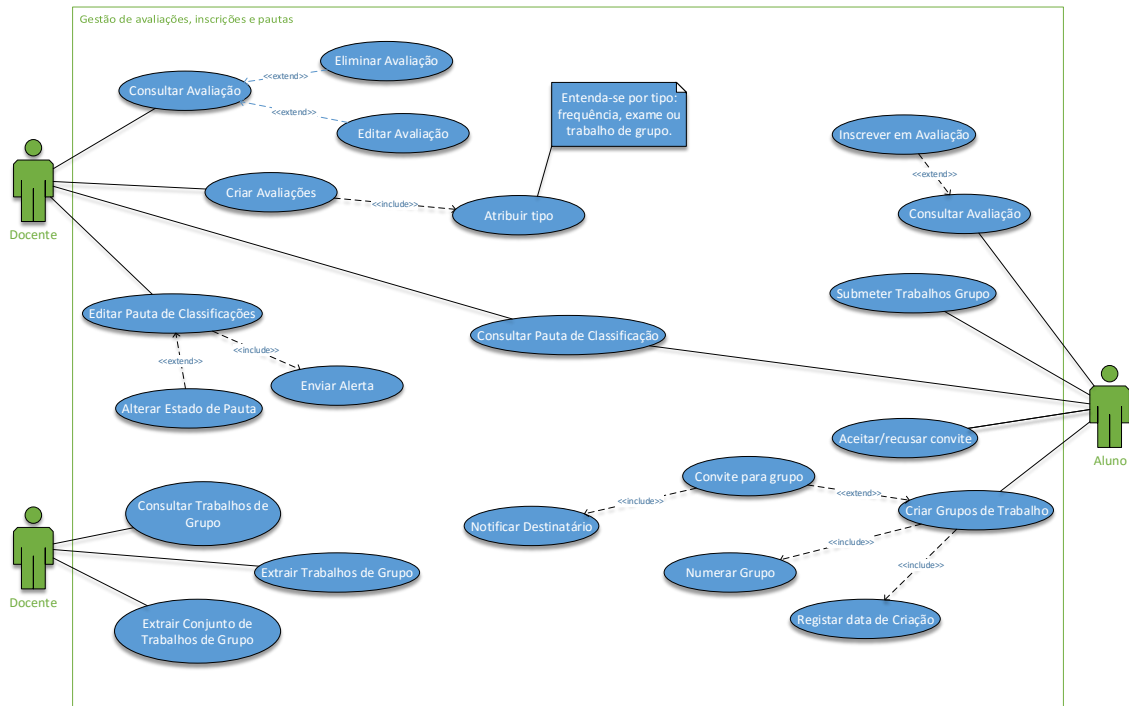 Gestão de avaliações, inscrições e pautas
Eliminar Avaliação
<<extend>>
Consultar Avaliação
<<extend>>
Editar Avaliação
Entenda-se por tipo:
frequência, exame ou
trabalho de grupo.
Inscrever em Avaliação
<<extend>>
Docente
Criar Avaliações
<<include>>
Atribuir tipo
Consultar Avaliação
Submeter Trabalhos Grupo
Editar Pauta de Classificações
Consultar Pauta de Classificação
<<include>>
<<extend>>
Enviar Alerta
Alterar Estado de Pauta
Aceitar/recusar convite
Aluno
Convite para grupo
<<include>>
<<extend>>
Consultar Trabalhos de
Grupo
Notificar Destinatário
Criar Grupos de Trabalho
<<include>>
<<include>>
Docente
Extrair Trabalhos de Grupo
Numerar Grupo
Extrair Conjunto de
Trabalhos de Grupo
Registar data de Criação